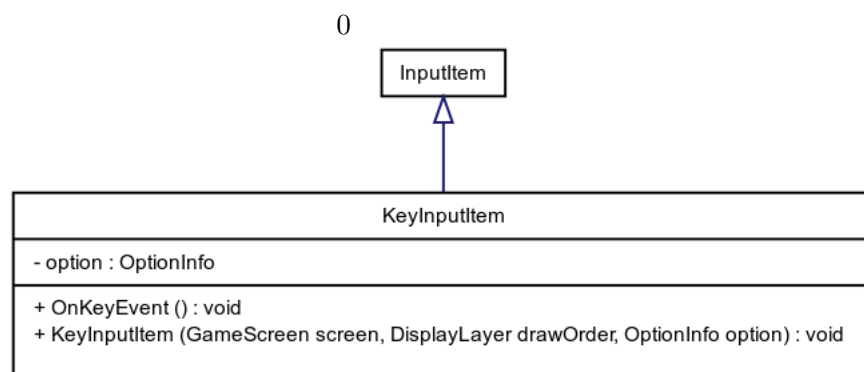 0
InputItem
KeyInputItem
- option : OptionInfo
+ OnKeyEvent () : void
+ KeyInputItem (GameScreen screen, DisplayLayer drawOrder, OptionInfo option) : void